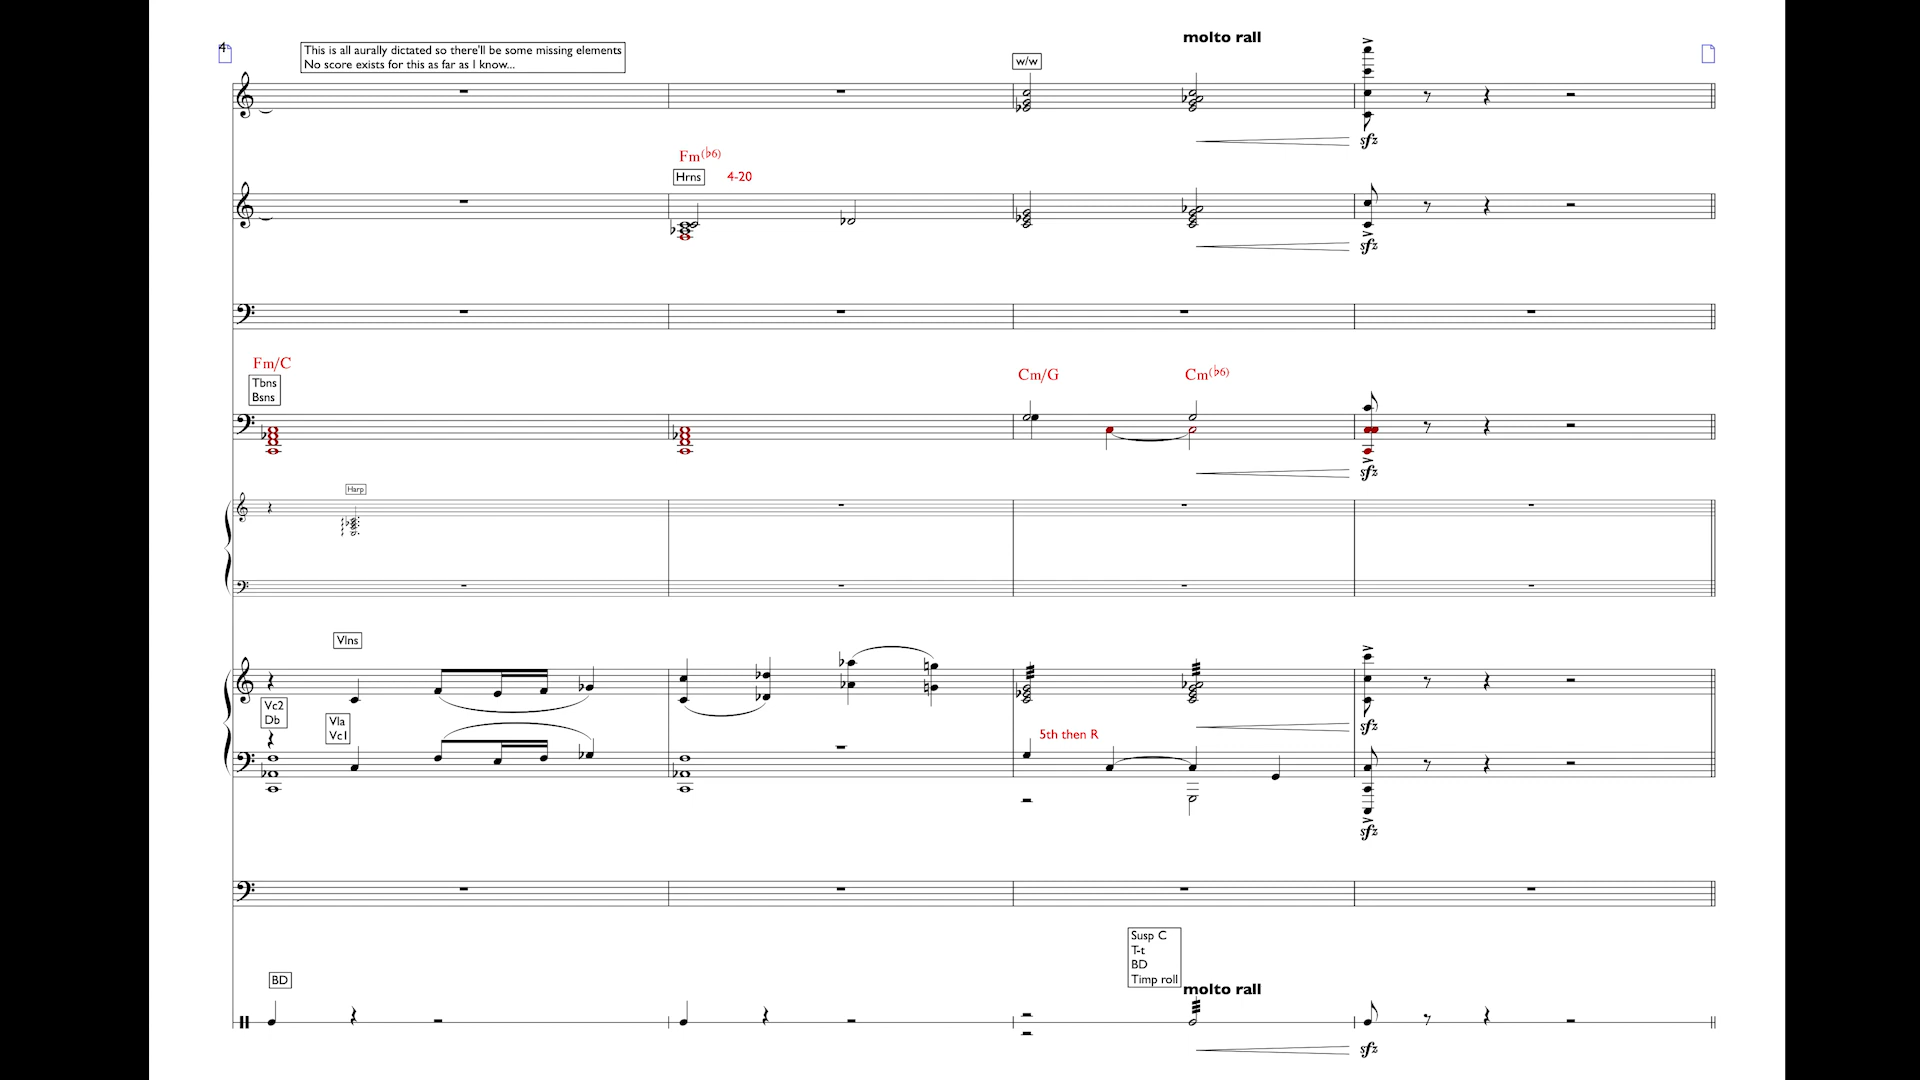 molto rall
4
This is all aurally dictated so there'll be some missing elements
No score exists for this as far as I know...
w/w
sfz
Fm(♭6)
Hrns 4-20
sfz
Fm/C
Tbns
Bsns
Cm/G
Cm(♭6)
sfz
Harp
Vlns
Vc2
Db
Vla
Vc1
sfz
5th then R
sfz
Susp C
T-t
BD
Timp roll
BD
molto rall
sfz